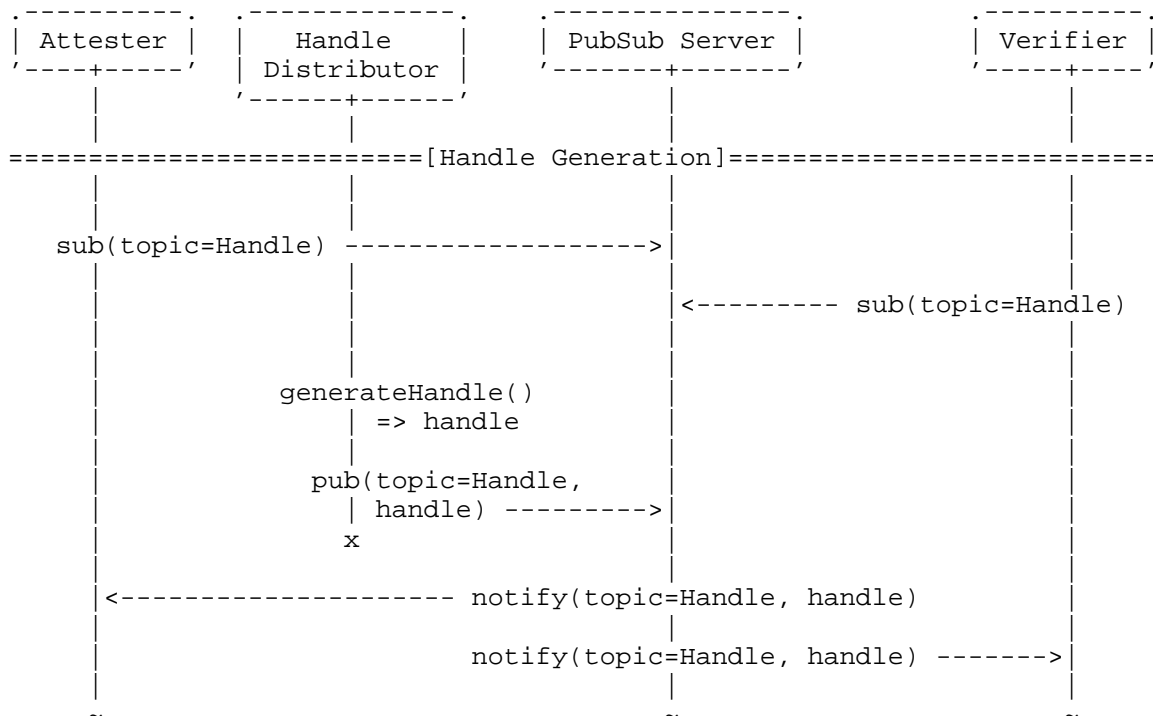 Attester Handle PubSub Server Verifier
Distributor
[Handle Generation]
sub(topic=Handle)
sub(topic=Handle)
generateHandle()
=> handle
pub(topic=Handle,
handle)
x
notify(topic=Handle, handle)
notify(topic=Handle, handle)